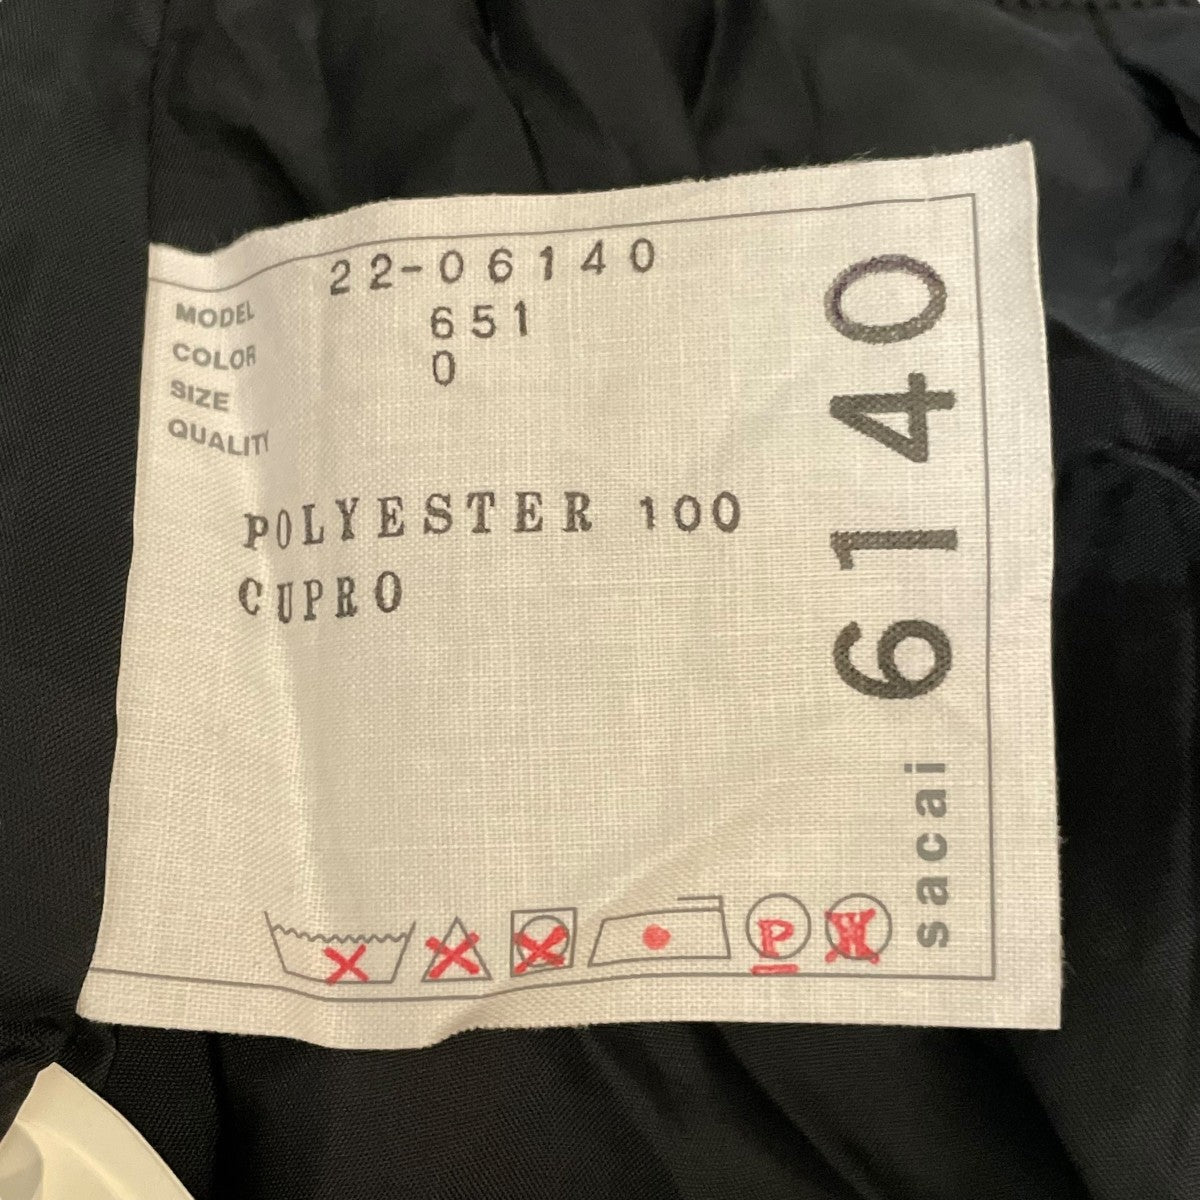 MODEL 22-06140
COLOR 651
SIZE 0
QUALITY
POLYESTER 100
CUPRO
P W
sacai 6140